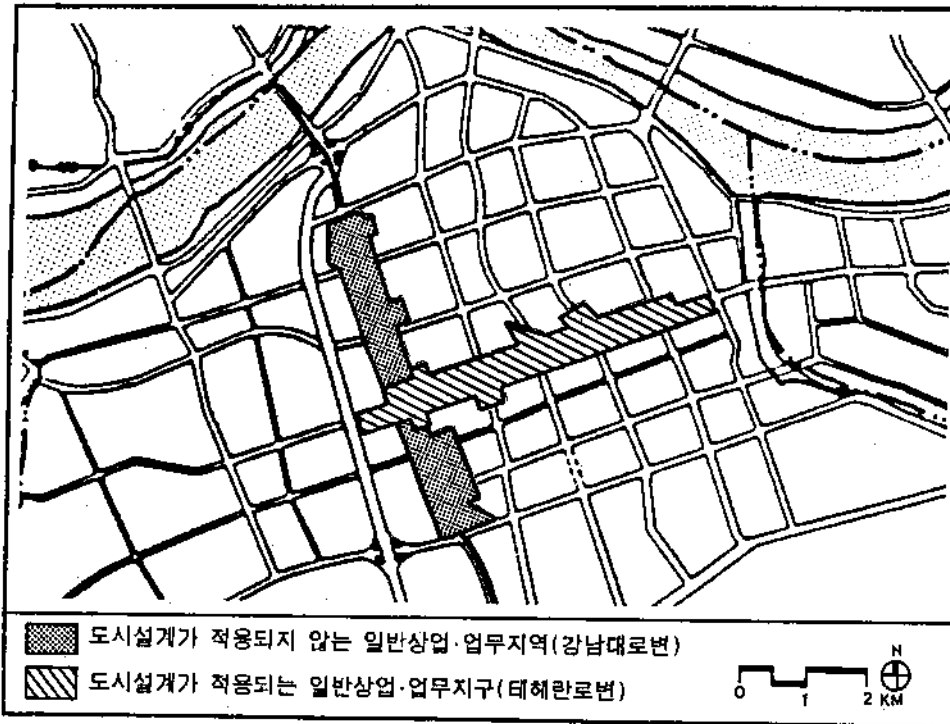 도시설계가 적용되지 않는 일반상업·업무지역(강남대로변)
도시설계가 적용되는 일반상업·업무지구(테헤란로변)
N
0 1 2 KM